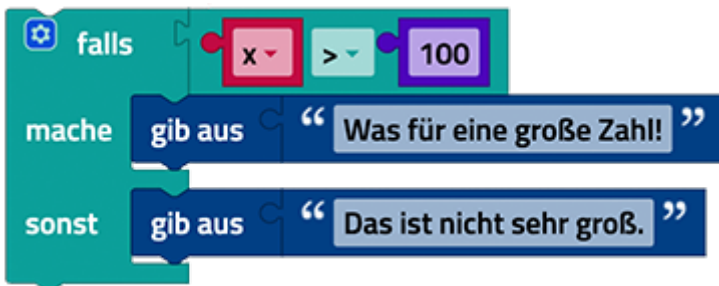 falls x > 100
mache gib aus “ Was für eine große Zahl! ”
sonst gib aus “ Das ist nicht sehr groß. ”